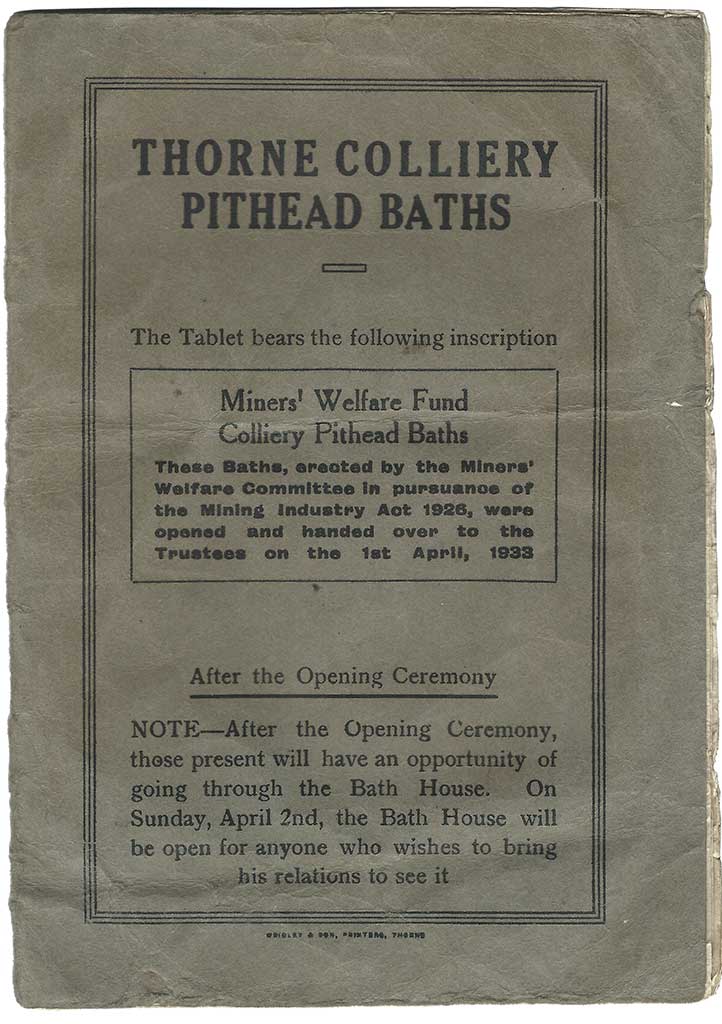 THORNE COLLIERY
PITHEAD BATHS
The Tablet bears the following inscription
Miners' Welfare Fund
Colliery Pithead Baths
These Baths, erected by the Miners'
Welfare Committee in pursuance of
the Mining Industry Act 1926, were
opened and handed over to the
Trustees on the 1st April, 1933
After the Opening Ceremony
NOTE—After the Opening Ceremony,
those present will have an opportunity of
going through the Bath House. On
Sunday, April 2nd, the Bath House will
be open for anyone who wishes to bring
his relations to see it
& SON, PRINTERS, THORNE